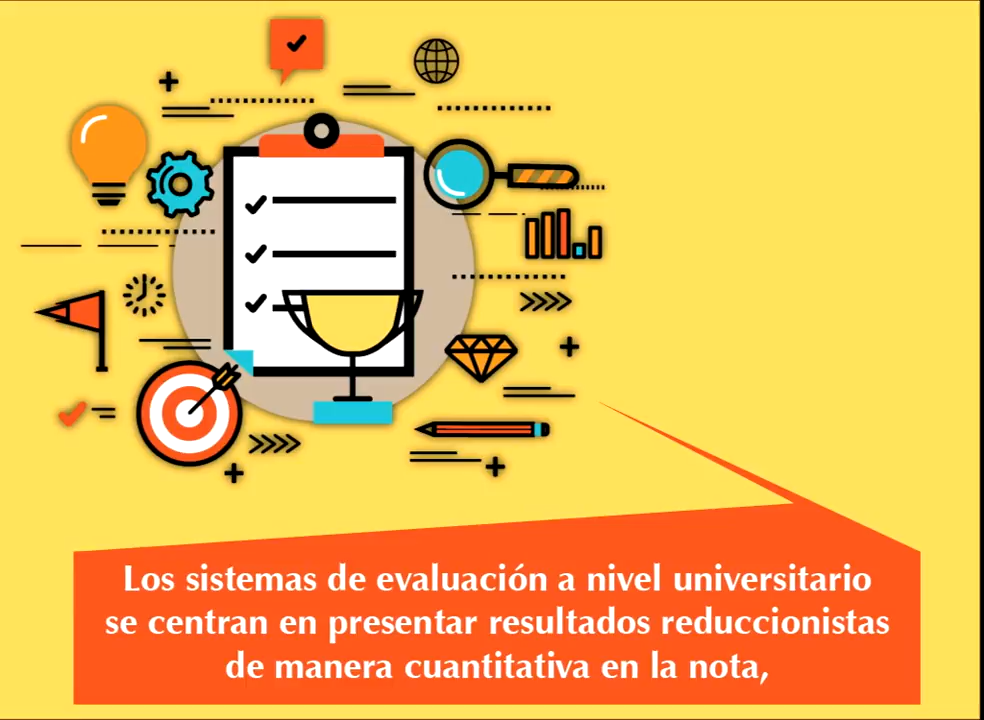 Los sistemas de evaluación a nivel universitario
se centran en presentar resultados reduccionistas
de manera cuantitativa en la nota,